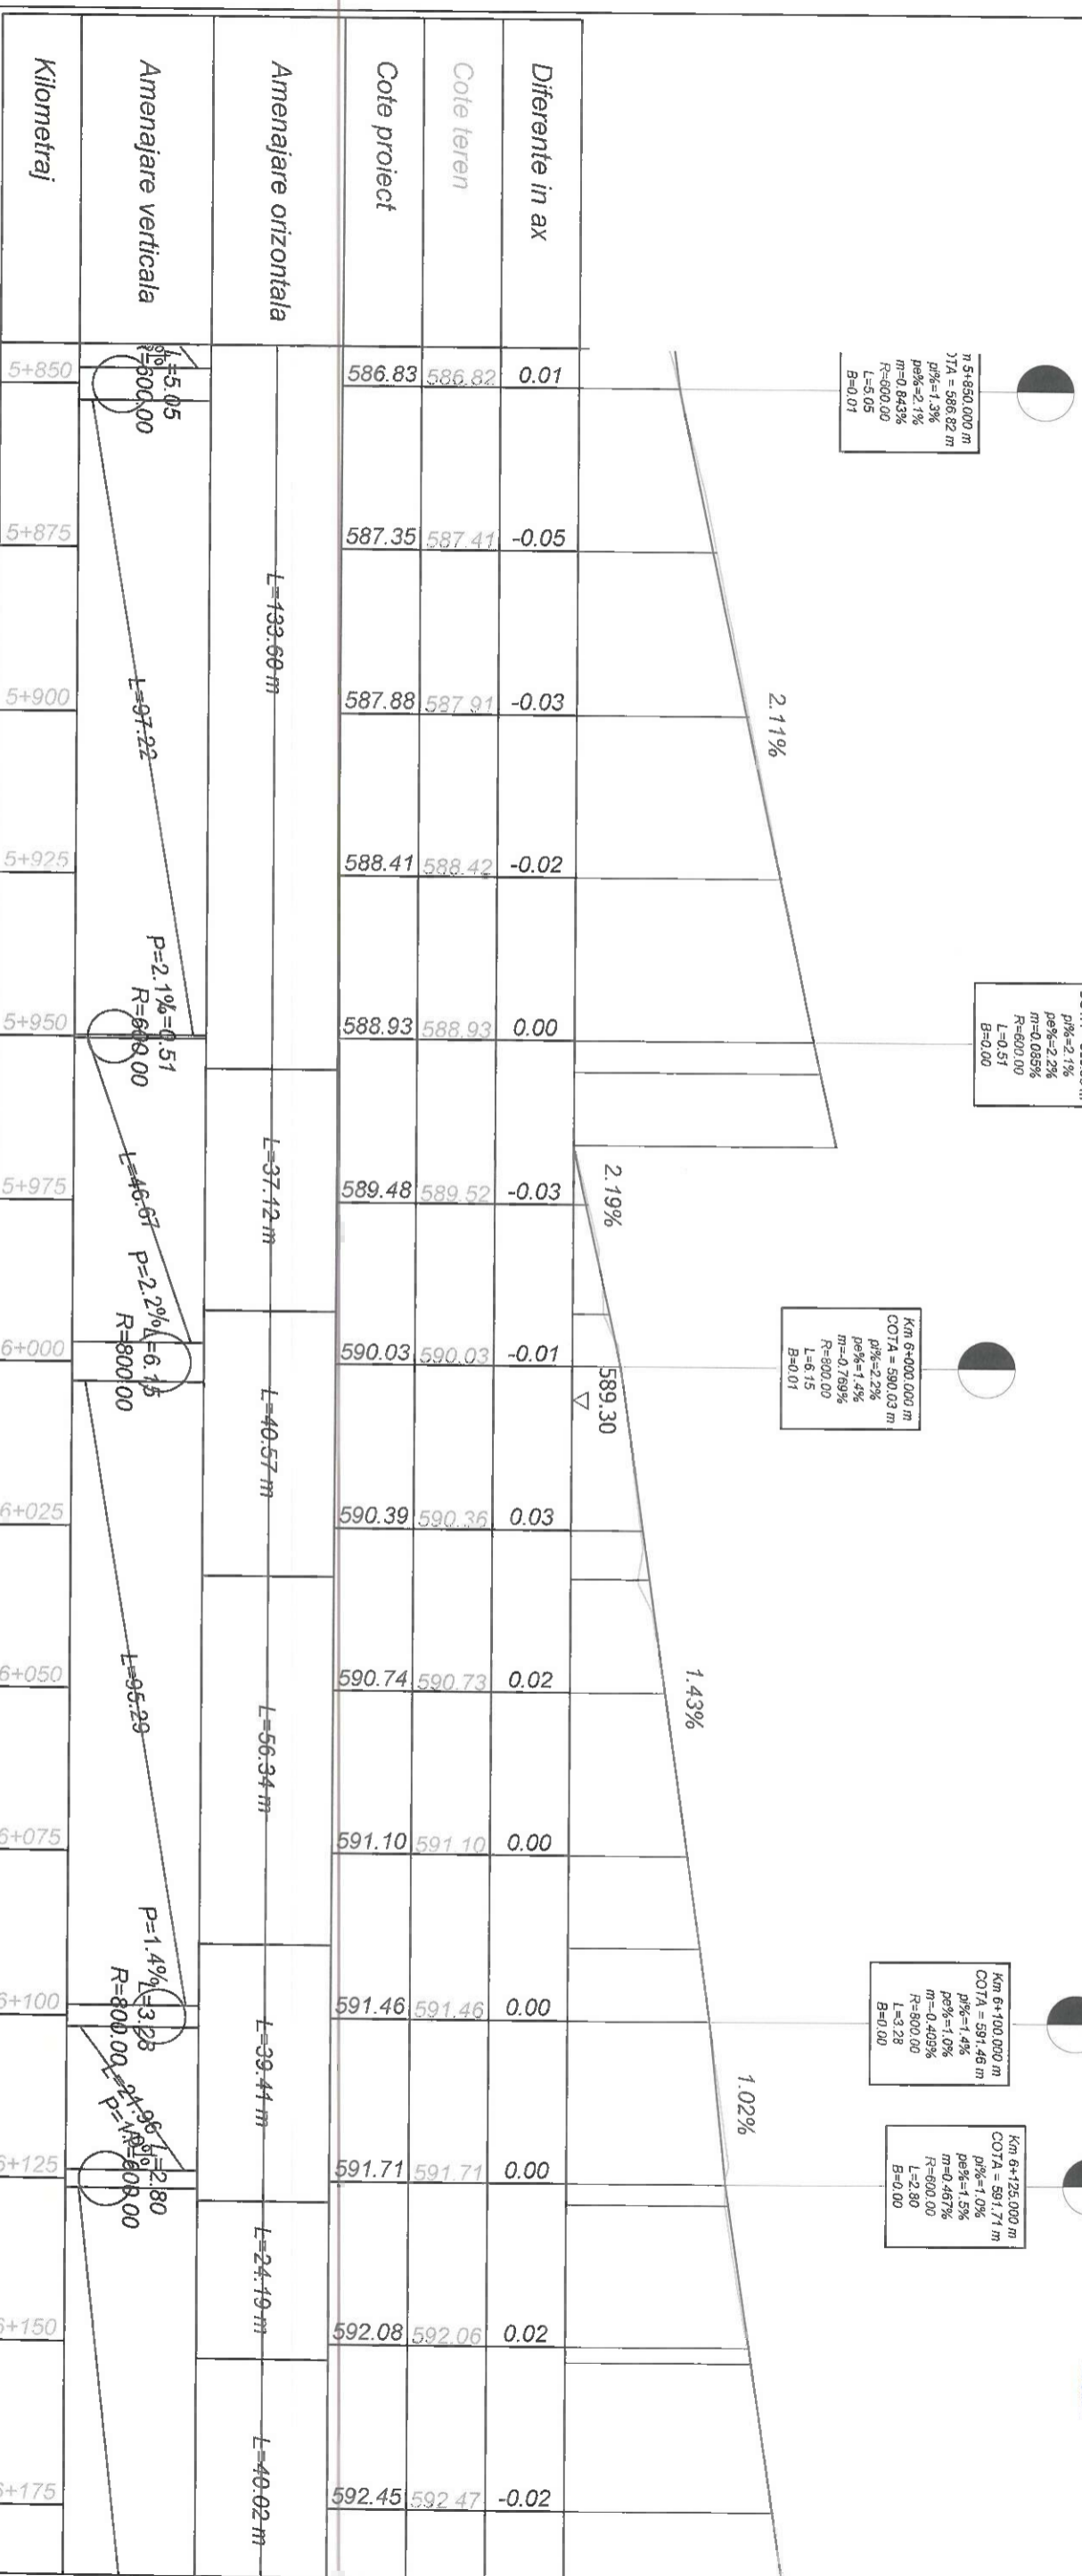 n 5+850.000 m
OTA = 586.82 m
pi%=1.3%
pe%=2.1%
m=0.843%
R=600.00
L=5.05
B=0.01
pi%=2.1%
pe%=2.2%
m=0.085%
R=600.00
L=0.51
B=0.00
Km 6+000.000 m
COTA = 590.03 m
pi%=2.2%
pe%=1.4%
m=-0.769%
R=800.00
L=6.15
B=0.01
Km 6+100.000 m
COTA = 591.46 m
pi%=1.4%
pe%=1.0%
m=-0.409%
R=800.00
L=3.28
B=0.00
Km 6+125.000 m
COTA = 591.71 m
pi%=1.0%
pe%=1.5%
m=0.467%
R=600.00
L=2.80
B=0.00
2.11%
2.19%
589.30
1.43%
1.02%
Diferente in ax
0.01 -0.05 -0.03 -0.02 0.00 -0.03 -0.01 0.03 0.02 0.00 0.00 0.00 0.02 -0.02
Cote teren
586.82 587.41 587.91 588.42 588.93 589.52 590.03 590.36 590.73 591.10 591.46 591.71 592.06 592.47
Cote proiect
586.83 587.35 587.88 588.41 588.93 589.48 590.03 590.39 590.74 591.10 591.46 591.71 592.08 592.45
Amenajare orizontala
L=133.60 m L=37.12 m L=40.57 m L=56.34 m L=39.41 m L=24.19 m L=40.02 m
Amenajare verticala
L=5.05
R=600.00
L=97.22
P=2.1% =0.51
R=600.00
L=46.67
P=2.2% L=6.15
R=800.00
L=95.29
P=1.4% L=3.28
R=800.00
L=21.96
L=2.80
R=600.00
Kilometraj
5+850 5+875 5+900 5+925 5+950 5+975 6+000 6+025 6+050 6+075 6+100 6+125 6+150 6+175